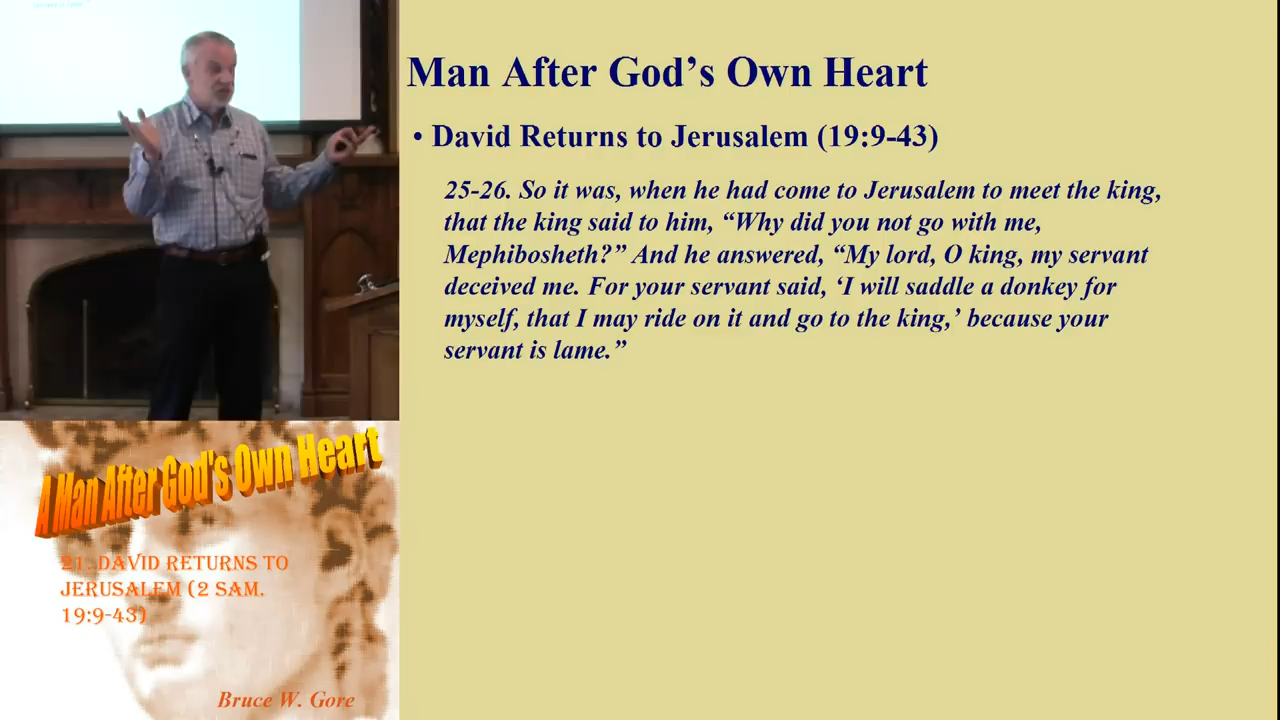 Man After God's Own Heart
• David Returns to Jerusalem (19:9-43)
25-26. So it was, when he had come to Jerusalem to meet the king,
that the king said to him, “Why did you not go with me,
Mephibosheth?” And he answered, “My lord, O king, my servant
deceived me. For your servant said, ‘I will saddle a donkey for
myself, that I may ride on it and go to the king,’ because your
servant is lame.”
A Man After God's Own Heart
21. David Returns to
Jerusalem (2 Sam.
19:9-43)
Bruce W. Gore